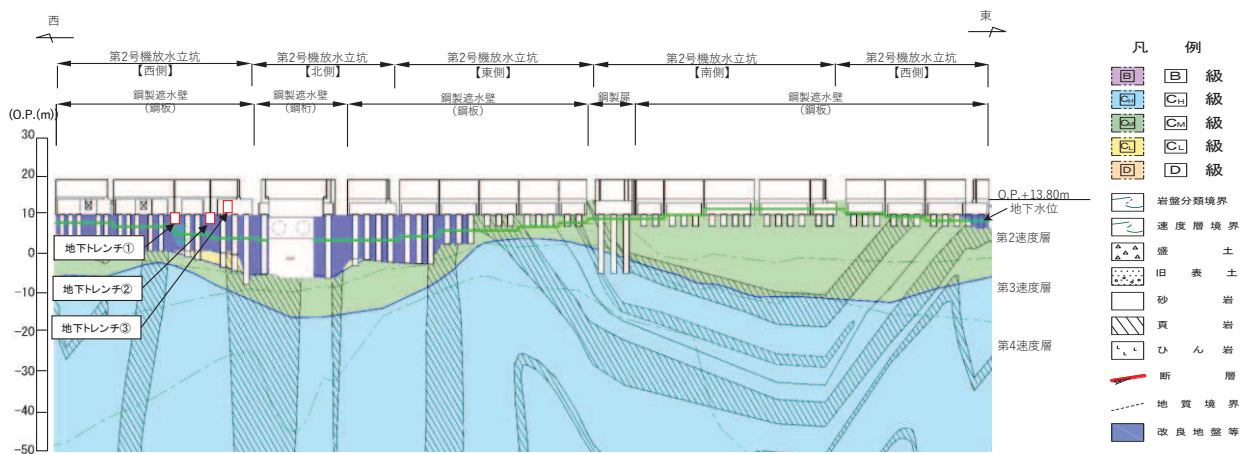 西
東
第2号機放水立坑
【西側】
第2号機放水立坑
【北側】
第2号機放水立坑
【東側】
第2号機放水立坑
【南側】
第2号機放水立坑
【西側】
鋼製遮水壁
(鋼板)
鋼製遮水壁
(鋼桁)
鋼製遮水壁
(鋼板)
鋼製扉
鋼製遮水壁
(鋼板)
(O.P.(m))
30
20
10
0.0
-10
-20
-30
-40
-50
地下トレンチ①
地下トレンチ②
地下トレンチ③
O.P.+13.80m
地下水位
第2速度層
第3速度層
第4速度層
凡 例
B B 級
CH CH 級
CM CM 級
CL CL 級
D D 級
岩盤分類境界
速度層境界
盛土
旧表土
砂岩
頁岩
ひん岩
断層
地質境界
改良地盤等